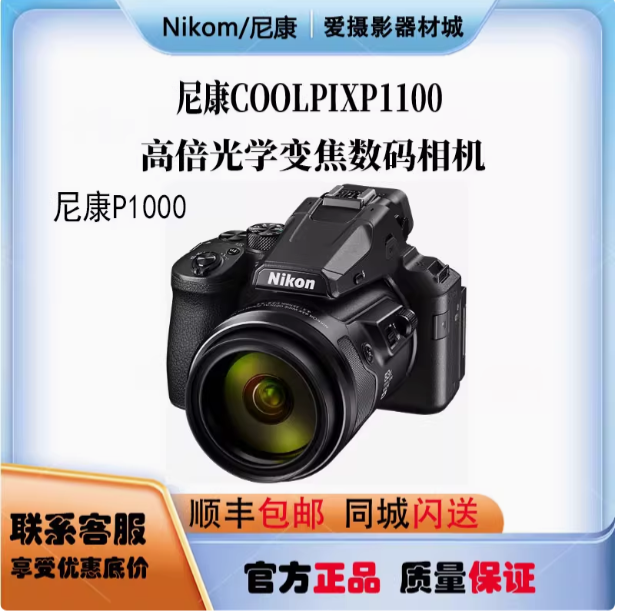 Nikom/尼康 爱摄影器材城
尼康COOLPIXP1100
高倍光学变焦数码相机
尼康P1000
Nikon
顺丰包邮 同城闪送
联系客服
享受优惠底价
官方正品 质量保证